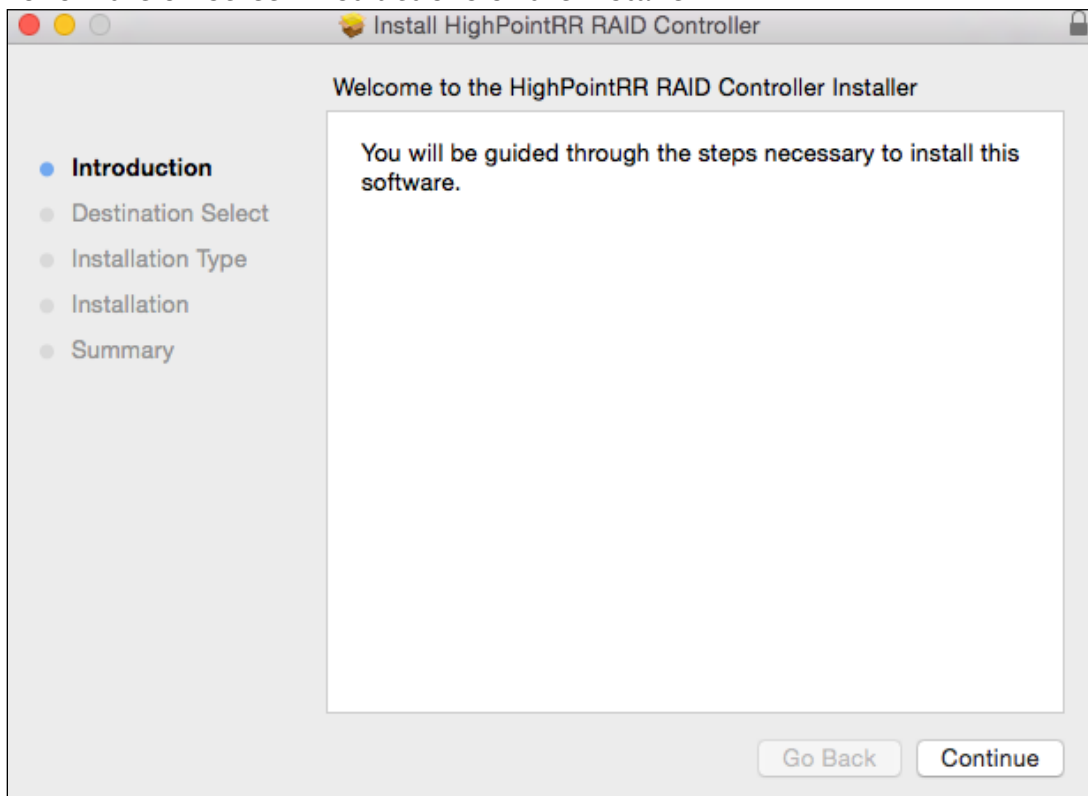 Install HighPointRR RAID Controller
Welcome to the HighPointRR RAID Controller Installer
Introduction
Destination Select
Installation Type
Installation
Summary
You will be guided through the steps necessary to install this
software.
Go Back
Continue